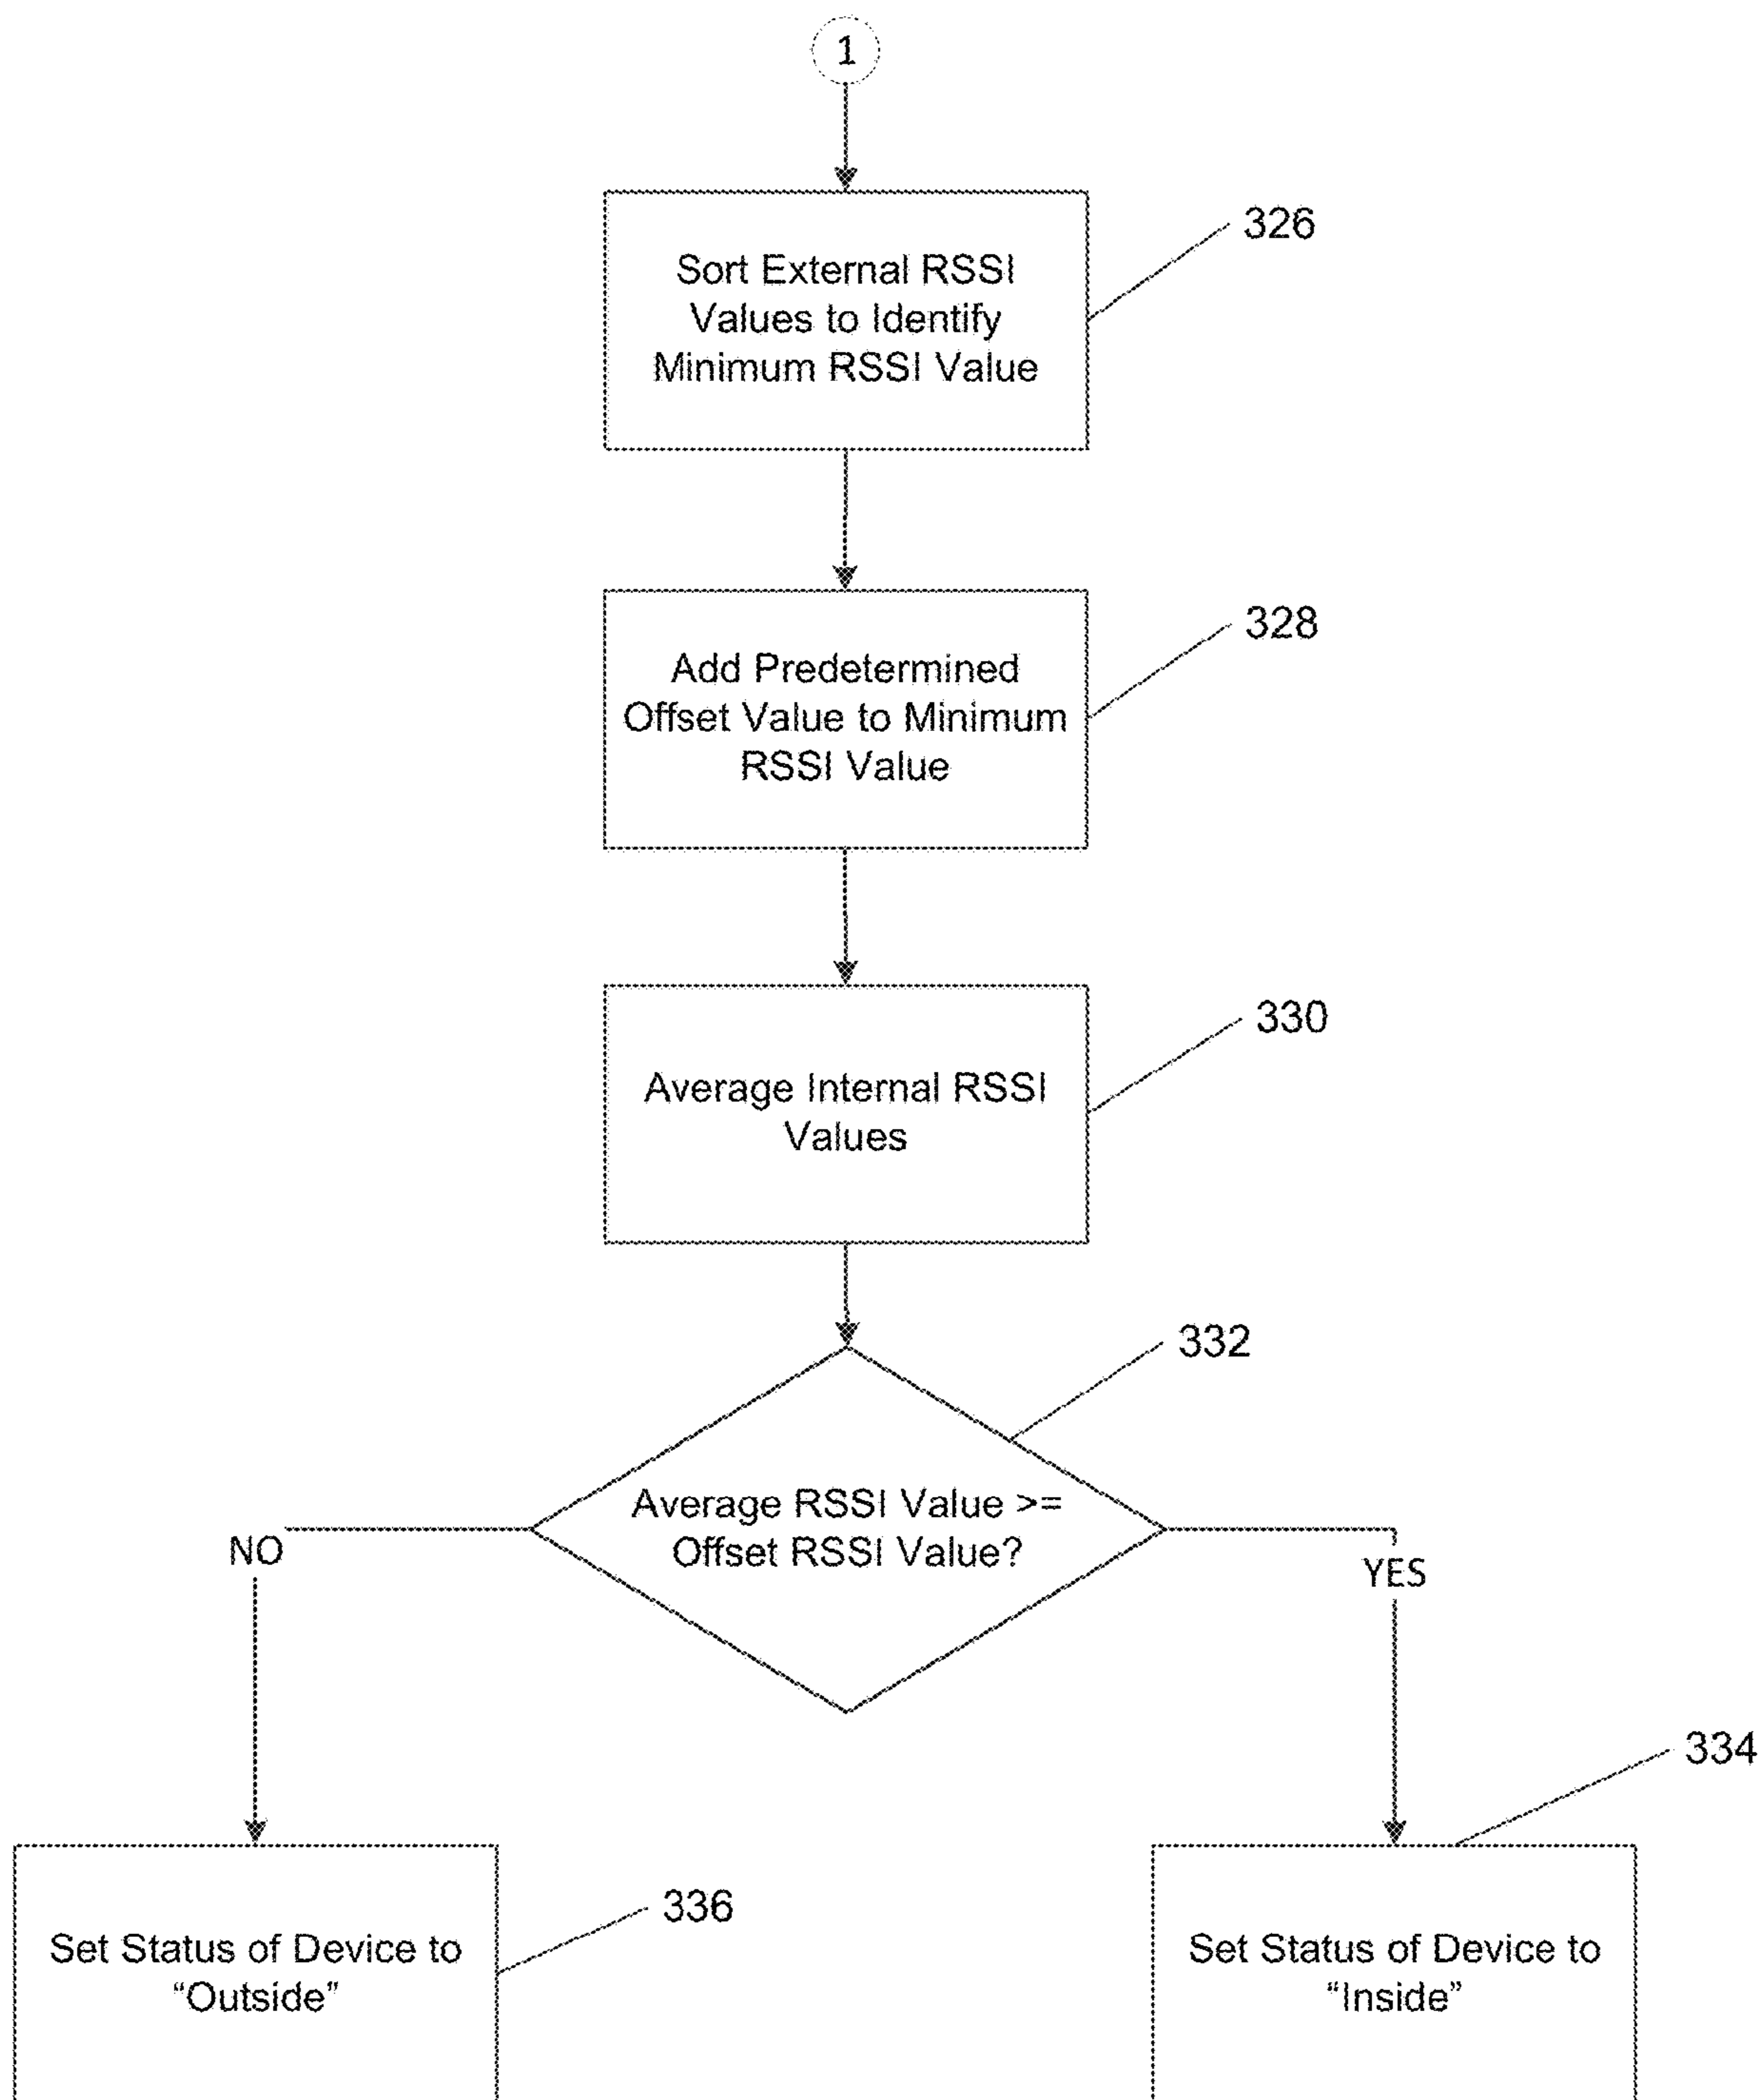 1
326
Sort External RSSI
Values to Identify
Minimum RSSI Value
328
Add Predetermined
Offset Value to Minimum
RSSI Value
330
Average Internal RSSI
Values
332
Average RSSI Value >=
Offset RSSI Value?
NO
YES
334
336
Set Status of Device to
“Outside”
Set Status of Device to
“Inside”